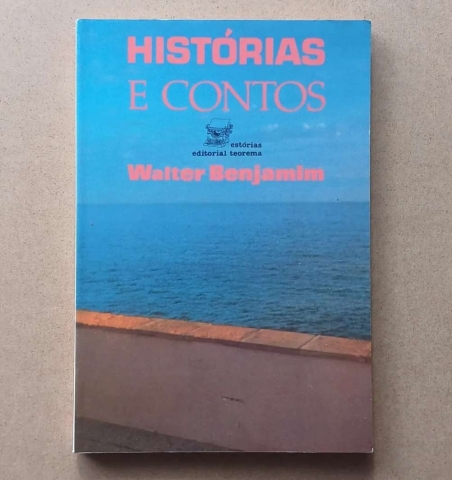 HISTÓRIAS
E CONTOS
estórias
editorial teorema
Walter Benjamim